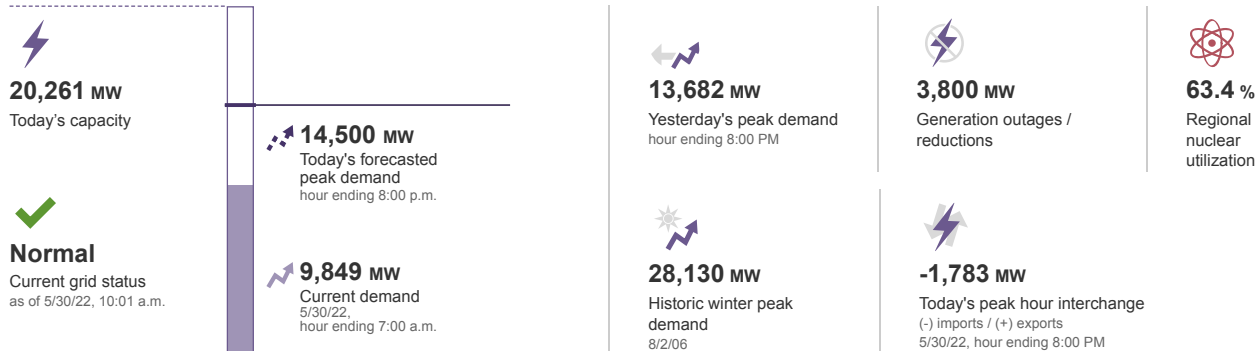 20,261 MW
Today's capacity
Normal
Current grid status
as of 5/30/22, 10:01 a.m.
14,500 MW
Today's forecasted
peak demand
hour ending 8:00 p.m.
9,849 MW
Current demand
5/30/22,
hour ending 7:00 a.m.
13,682 MW
Yesterday's peak demand
hour ending 8:00 PM
3,800 MW
Generation outages /
reductions
63.4 %
Regional
nuclear
utilization
28,130 MW
Historic winter peak
demand
8/2/06
-1,783 MW
Today's peak hour interchange
(-) imports / (+) exports
5/30/22, hour ending 8:00 PM